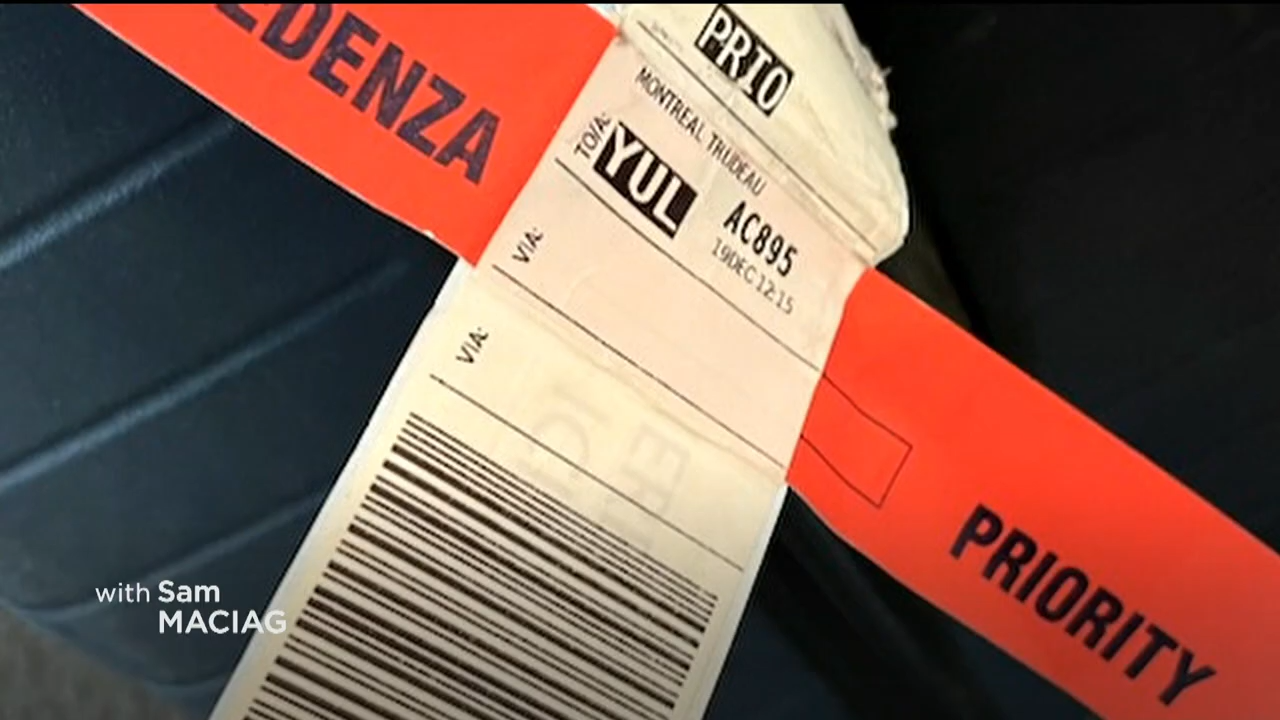 EDENZA
PRIO
MONTREAL TRUDEAU
TO/A:
YUL
AC895
19DEC 12:15
VIA:
VIA:
PRIORITY
with Sam
MACIAG